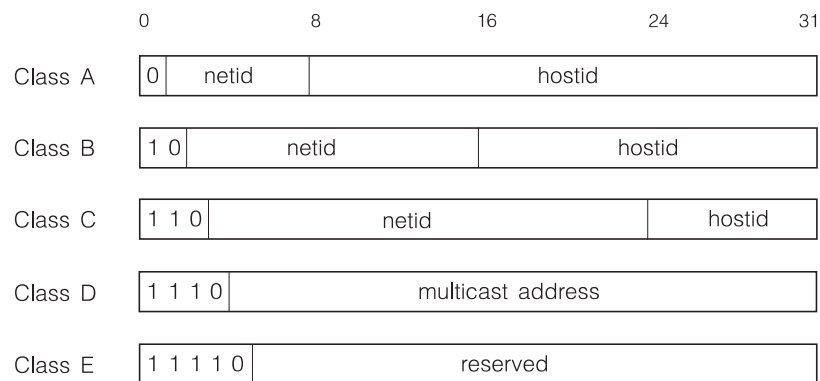 0 8 16 24 31
Class A 0 netid hostid
Class B 1 0 netid hostid
Class C 1 1 0 netid hostid
Class D 1 1 1 0 multicast address
Class E 1 1 1 1 0 reserved